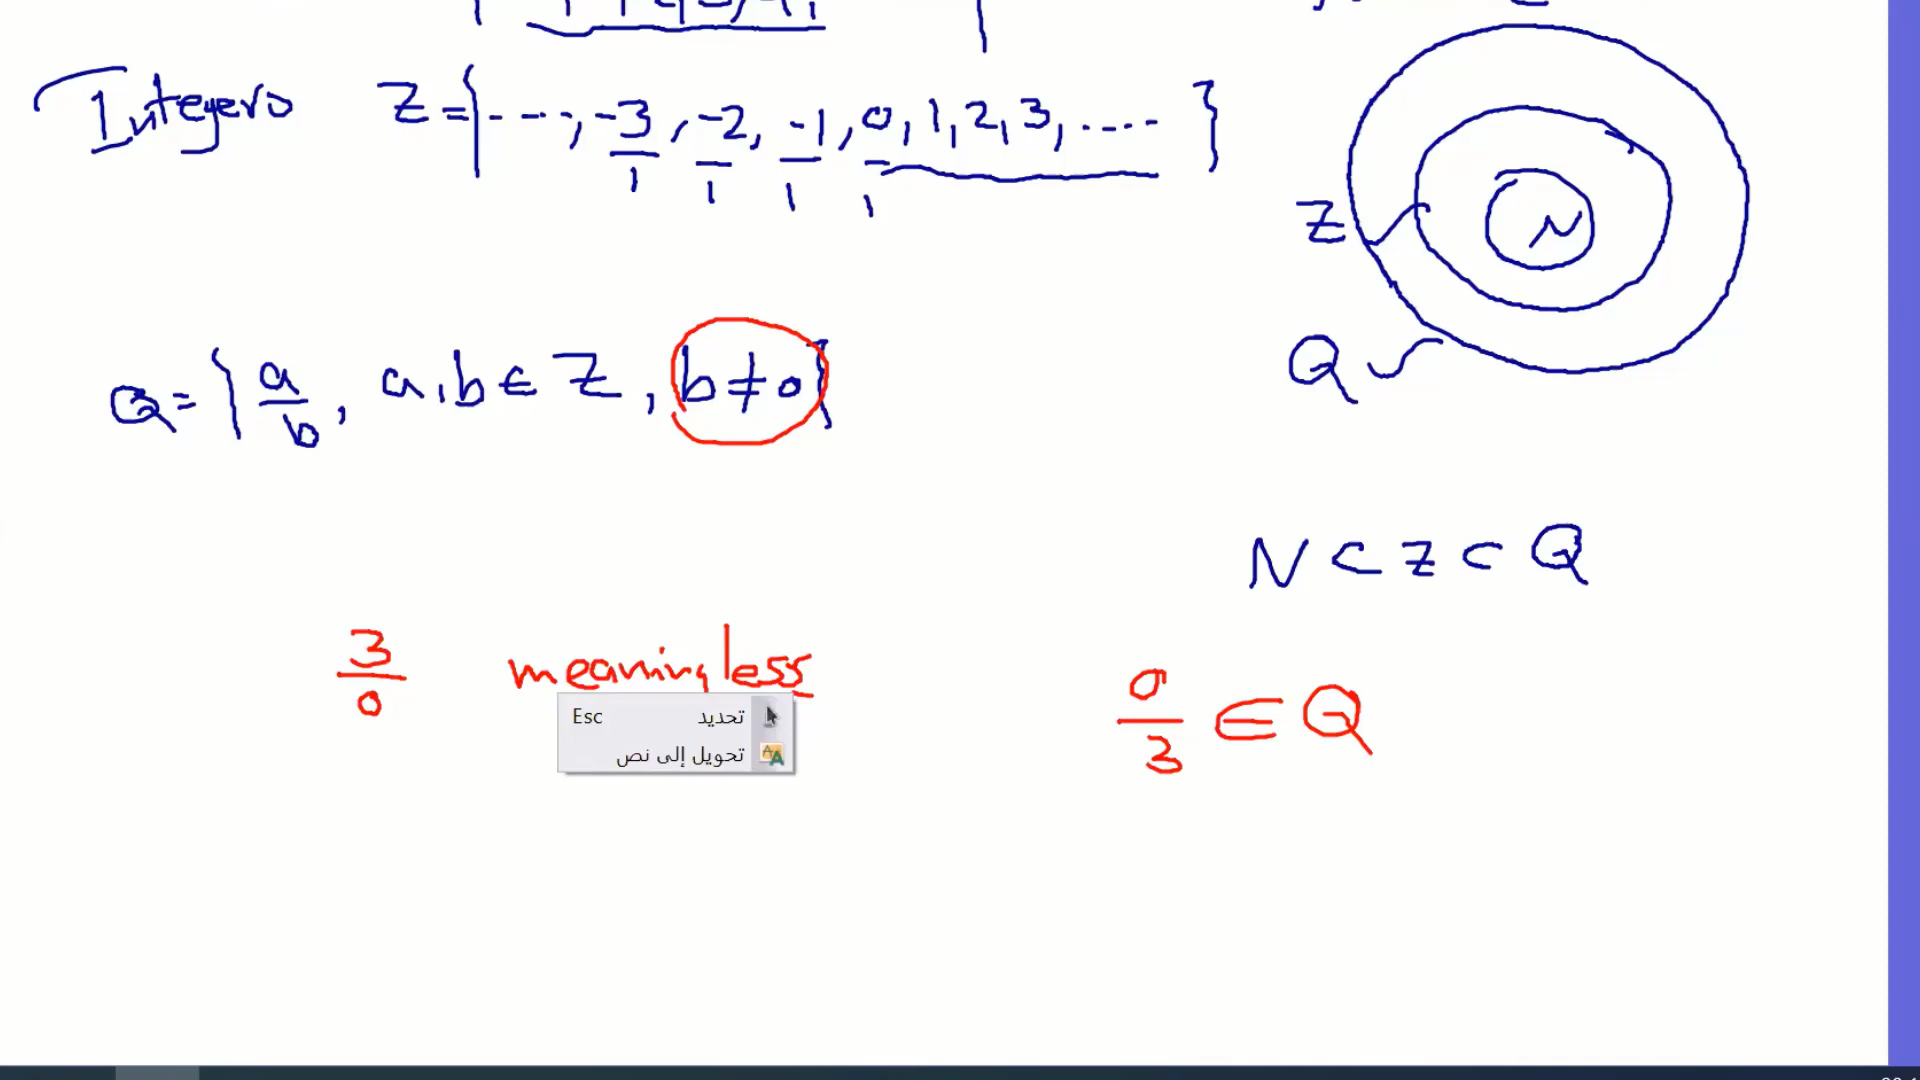 Integers Z = { - - - , -3/1 , -2/1 , -1/1 , 0/1 , 1, 2, 3, .... }
N
Z
Q
Q = { a/b , a, b ∈ Z , b ≠ 0 }
N ⊂ Z ⊂ Q
3/0 meaningless
0/3 ∈ Q
تحديد Esc
تحويل إلى نص